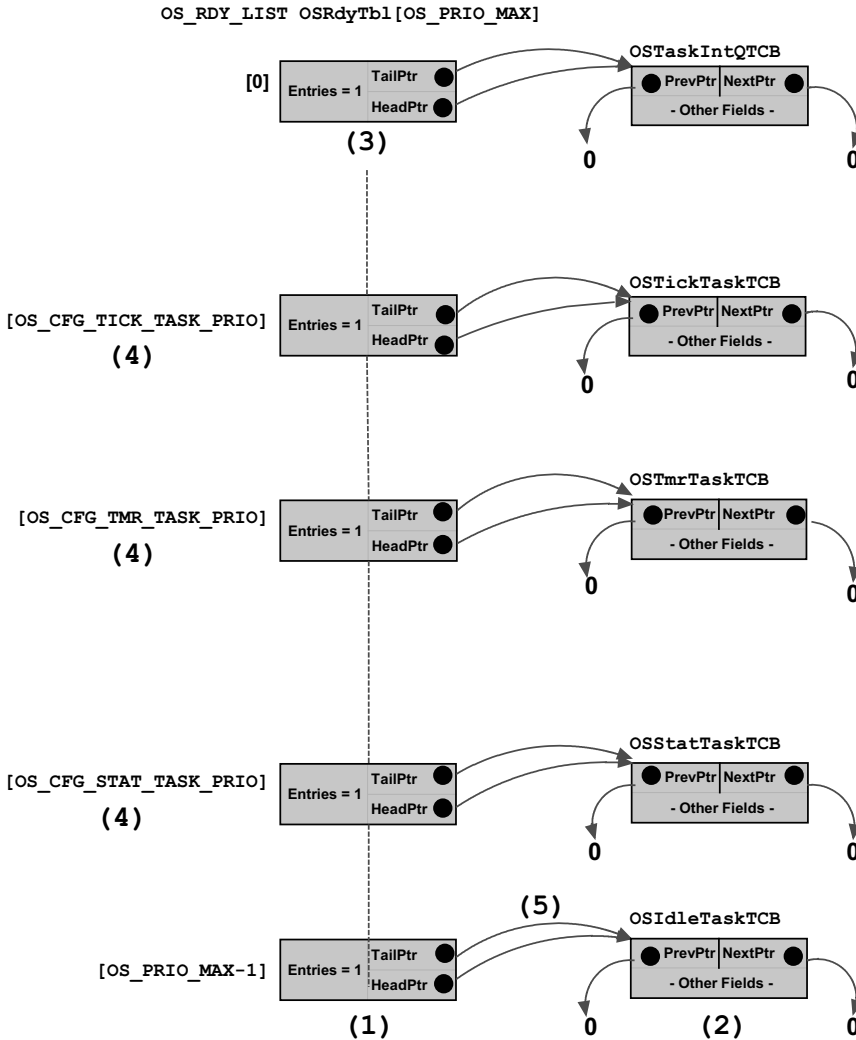 OS_RDY_LIST OSRdyTbl[OS_PRIO_MAX]
OSTaskIntQTCB
[0]
Entries = 1
TailPtr
HeadPtr
PrevPtr
NextPtr
- Other Fields -
(3)
0
0
OSTickTaskTCB
[OS_CFG_TICK_TASK_PRIO]
(4)
Entries = 1
TailPtr
HeadPtr
PrevPtr
NextPtr
- Other Fields -
0
0
OSTmrTaskTCB
[OS_CFG_TMR_TASK_PRIO]
(4)
Entries = 1
TailPtr
HeadPtr
PrevPtr
NextPtr
- Other Fields -
0
0
OSStatTaskTCB
[OS_CFG_STAT_TASK_PRIO]
(4)
Entries = 1
TailPtr
HeadPtr
PrevPtr
NextPtr
- Other Fields -
0
0
(5)
OSIdleTaskTCB
[OS_PRIO_MAX-1]
Entries = 1
TailPtr
HeadPtr
PrevPtr
NextPtr
- Other Fields -
(1)
0
(2)
0